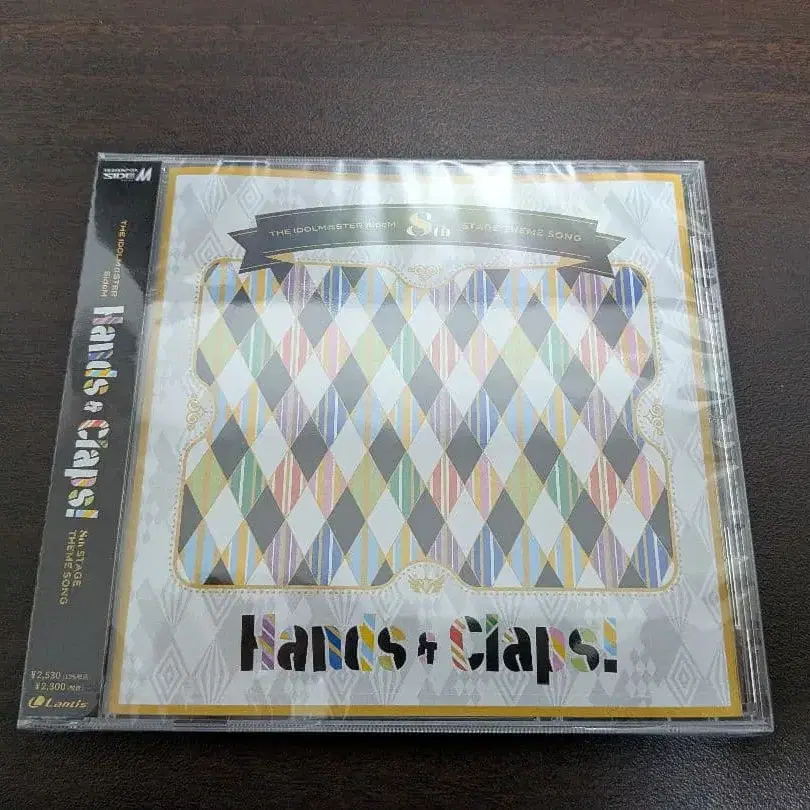 THE IDOLM@STER SideM 8th STAGE THEME SONG
Hands & Claps!
THE IDOLM@STER
SideM
Hands & Claps!
8th STAGE
THEME SONG
¥2,530
¥2,300
Lantis